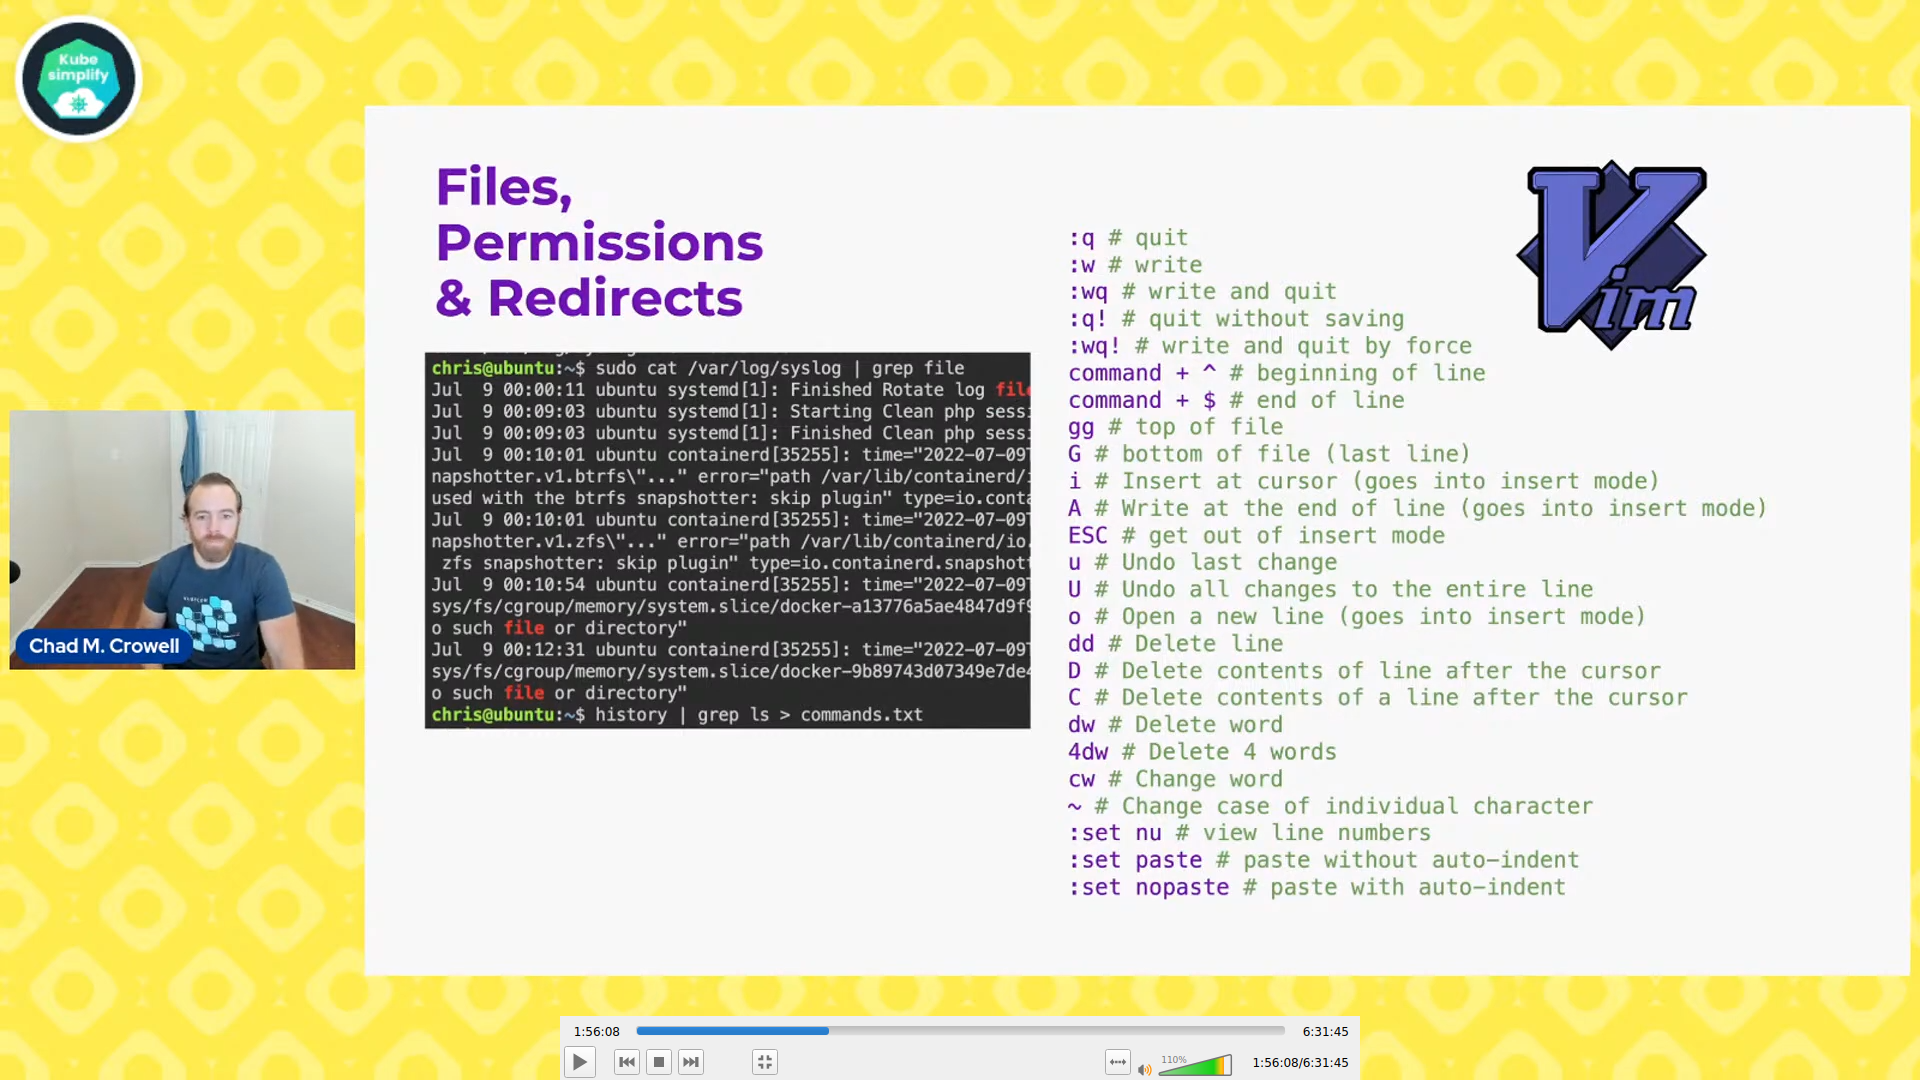 Kube
simplify
Files,
Permissions
& Redirects
Vim
chris@ubuntu:~$ sudo cat /var/log/syslog | grep file
Jul  9 00:00:11 ubuntu systemd[1]: Finished Rotate log file
Jul  9 00:09:03 ubuntu systemd[1]: Starting Clean php sessi
Jul  9 00:09:03 ubuntu systemd[1]: Finished Clean php sessi
Jul  9 00:10:01 ubuntu containerd[35255]: time="2022-07-09T
napshotter.v1.btrfs\"..." error="path /var/lib/containerd/i
used with the btrfs snapshotter: skip plugin" type=io.conta
Jul  9 00:10:01 ubuntu containerd[35255]: time="2022-07-09T
napshotter.v1.zfs\"..." error="path /var/lib/containerd/io.
zfs snapshotter: skip plugin" type=io.containerd.snapshott
Jul  9 00:10:54 ubuntu containerd[35255]: time="2022-07-09T
sys/fs/cgroup/memory/system.slice/docker-a13776a5ae4847d9f9
o such file or directory"
Jul  9 00:12:31 ubuntu containerd[35255]: time="2022-07-09T
sys/fs/cgroup/memory/system.slice/docker-9b89743d07349e7de4
o such file or directory"
chris@ubuntu:~$ history | grep ls > commands.txt
:q # quit
:w # write
:wq # write and quit
:q! # quit without saving
:wq! # write and quit by force
command + ^ # beginning of line
command + $ # end of line
gg # top of file
G # bottom of file (last line)
i # Insert at cursor (goes into insert mode)
A # Write at the end of line (goes into insert mode)
ESC # get out of insert mode
u # Undo last change
U # Undo all changes to the entire line
o # Open a new line (goes into insert mode)
dd # Delete line
D # Delete contents of line after the cursor
C # Delete contents of a line after the cursor
dw # Delete word
4dw # Delete 4 words
cw # Change word
~ # Change case of individual character
:set nu # view line numbers
:set paste # paste without auto-indent
:set nopaste # paste with auto-indent
Chad M. Crowell
1:56:08
6:31:45
110%
1:56:08/6:31:45